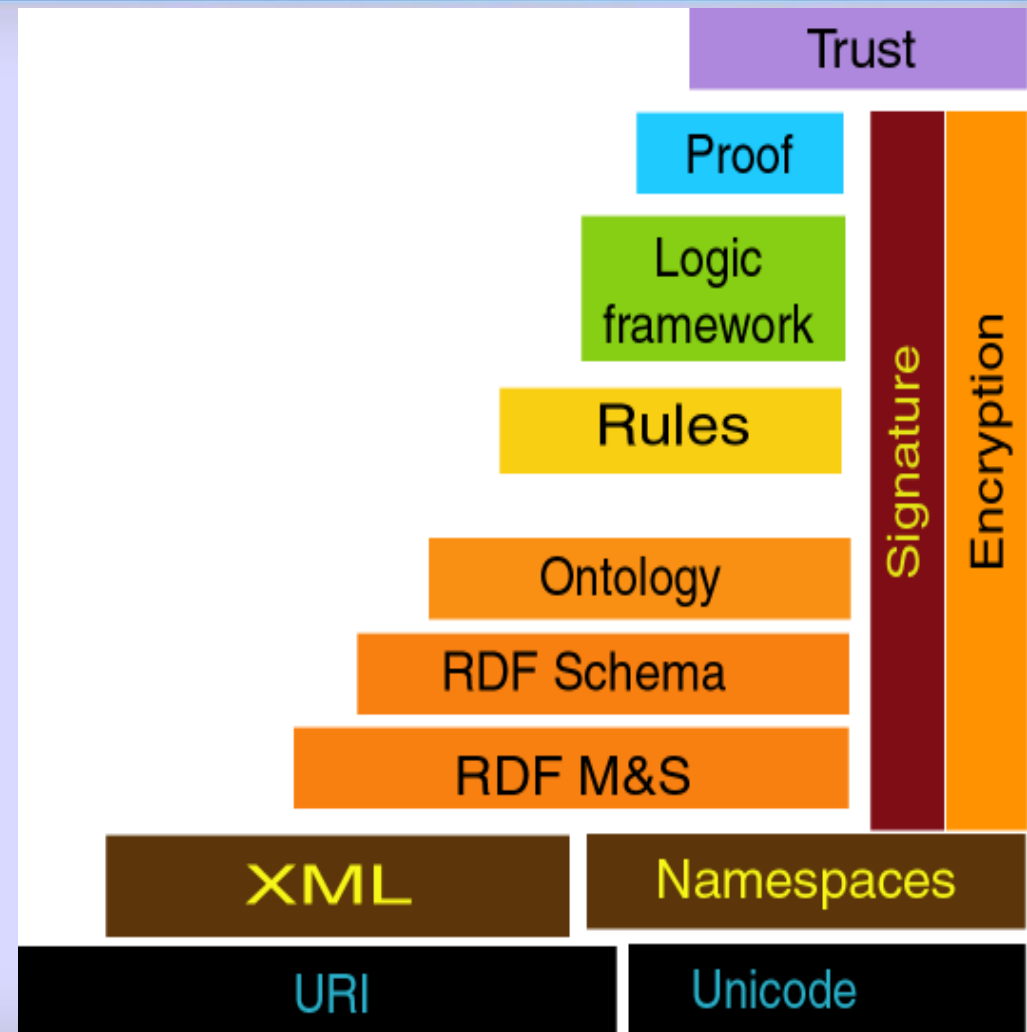 Trust
Proof
Logic
framework
Rules
Signature
Encryption
Ontology
RDF Schema
RDF M&S
XML
Namespaces
URI
Unicode